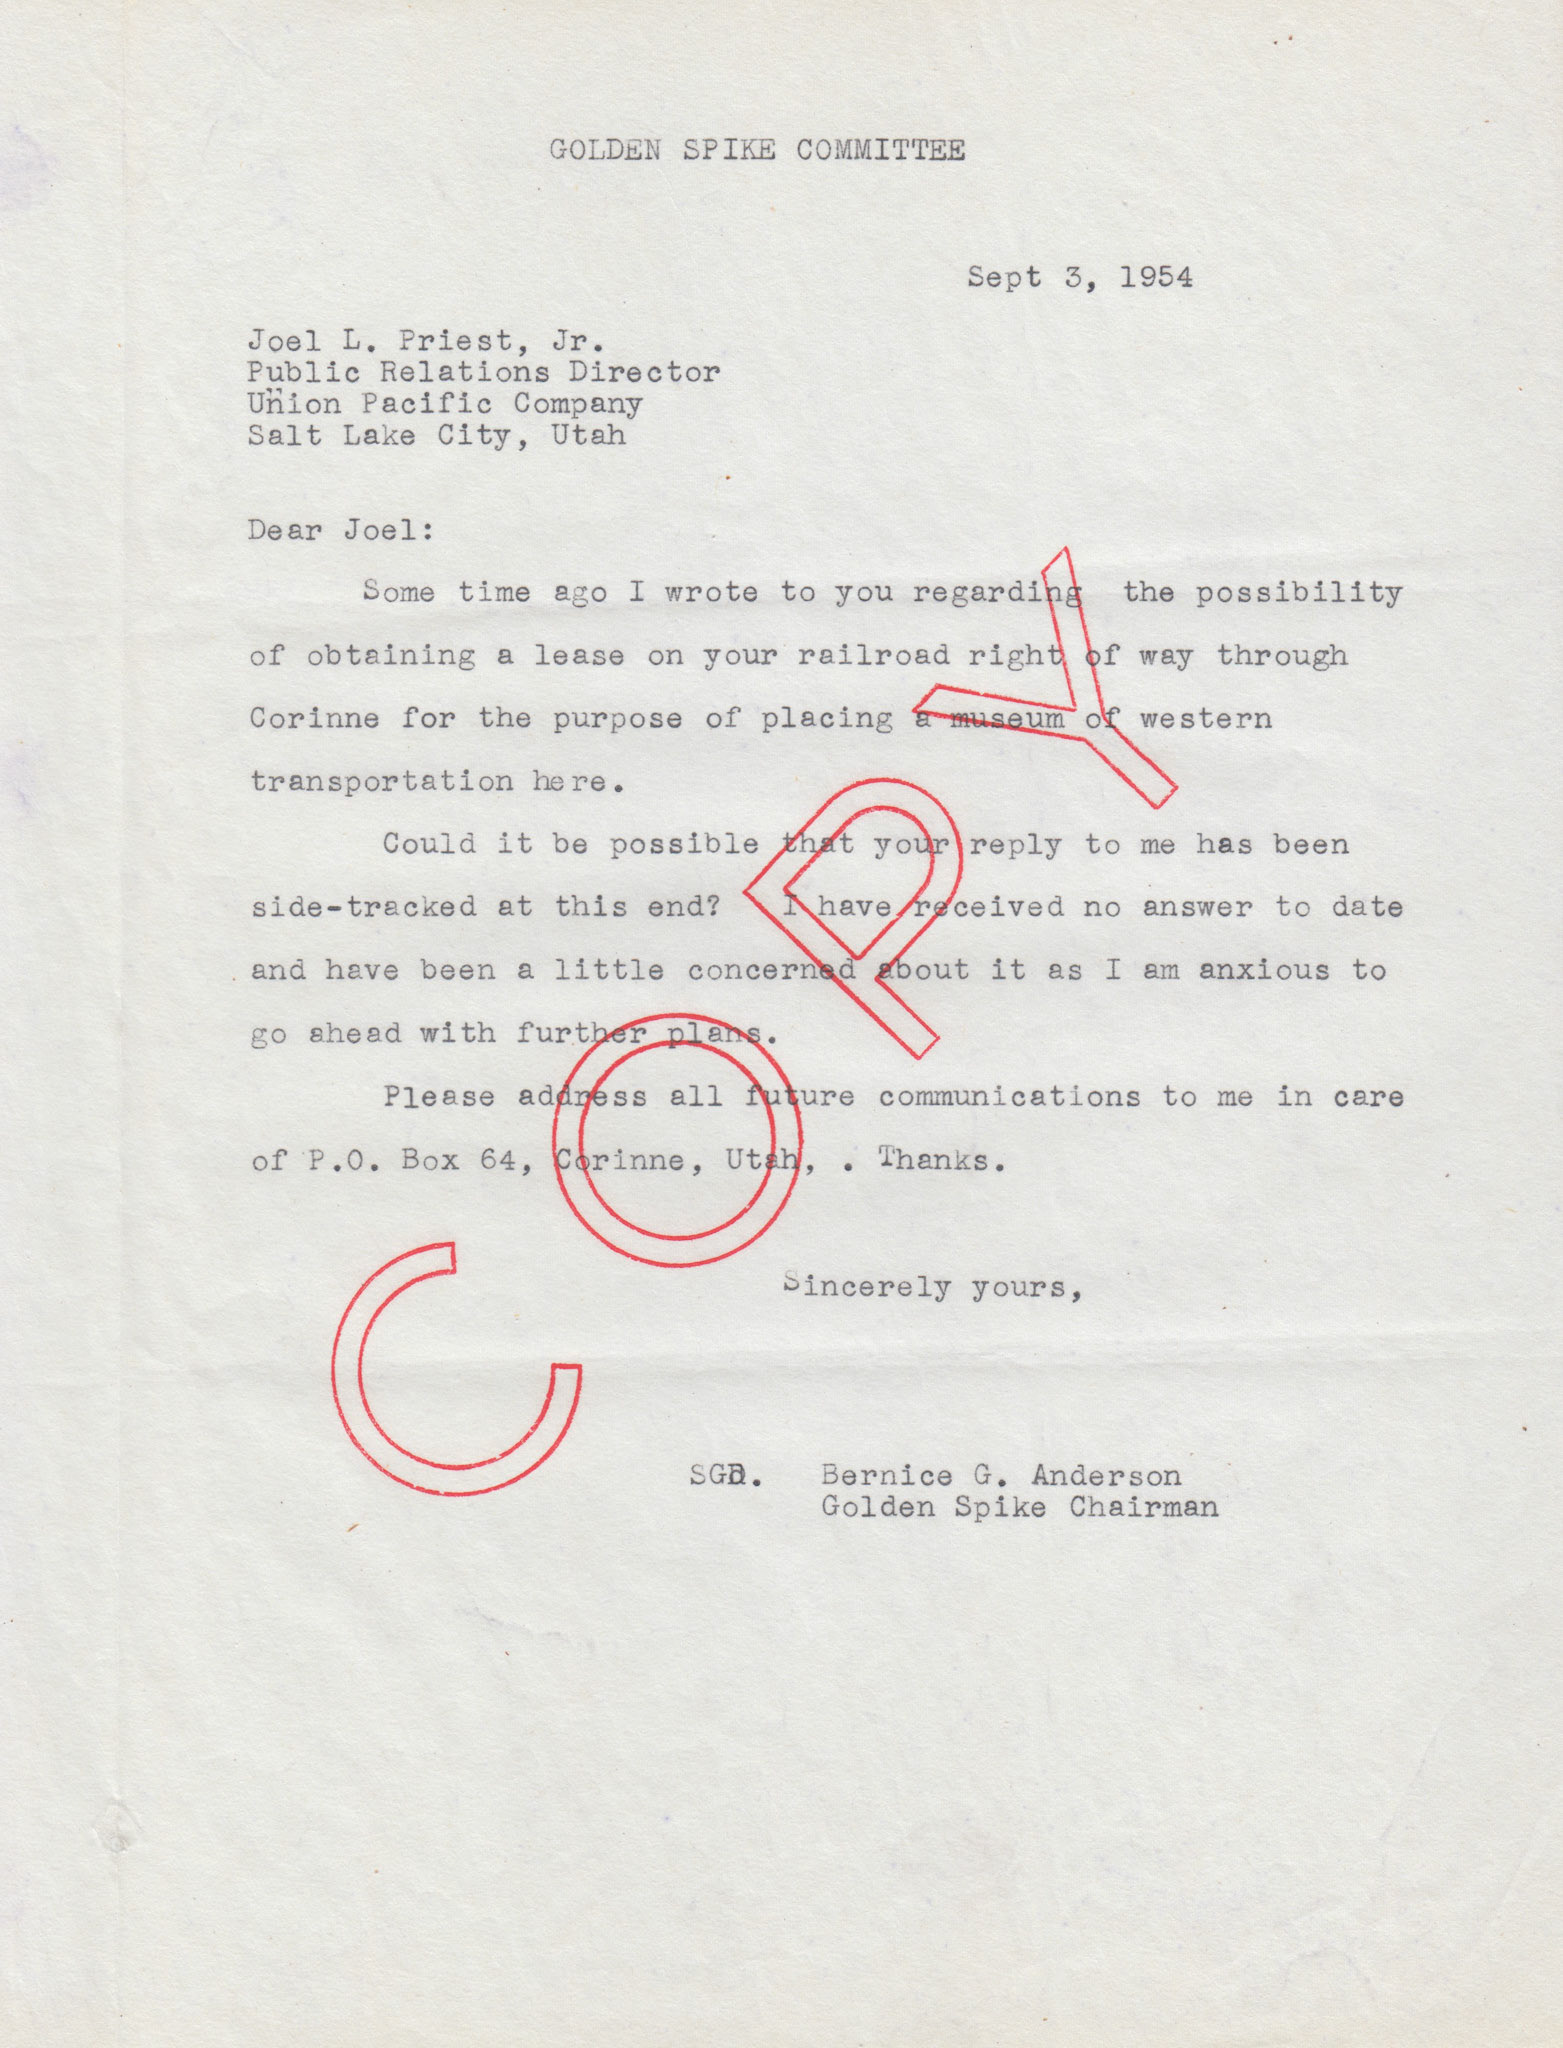 GOLDEN SPIKE COMMITTEE
Sept 3, 1954
Joel L. Priest, Jr.
Public Relations Director
Union Pacific Company
Salt Lake City, Utah
Dear Joel:
Some time ago I wrote to you regarding the possibility
of obtaining a lease on your railroad right of way through
Corinne for the purpose of placing a museum of western
transportation here.
Could it be possible that your reply to me has been
side-tracked at this end? I have received no answer to date
and have been a little concerned about it as I am anxious to
go ahead with further plans.
Please address all future communications to me in care
of P.O. Box 64, Corinne, Utah, . Thanks.
Sincerely yours,
SGD. Bernice G. Anderson
Golden Spike Chairman
COPY